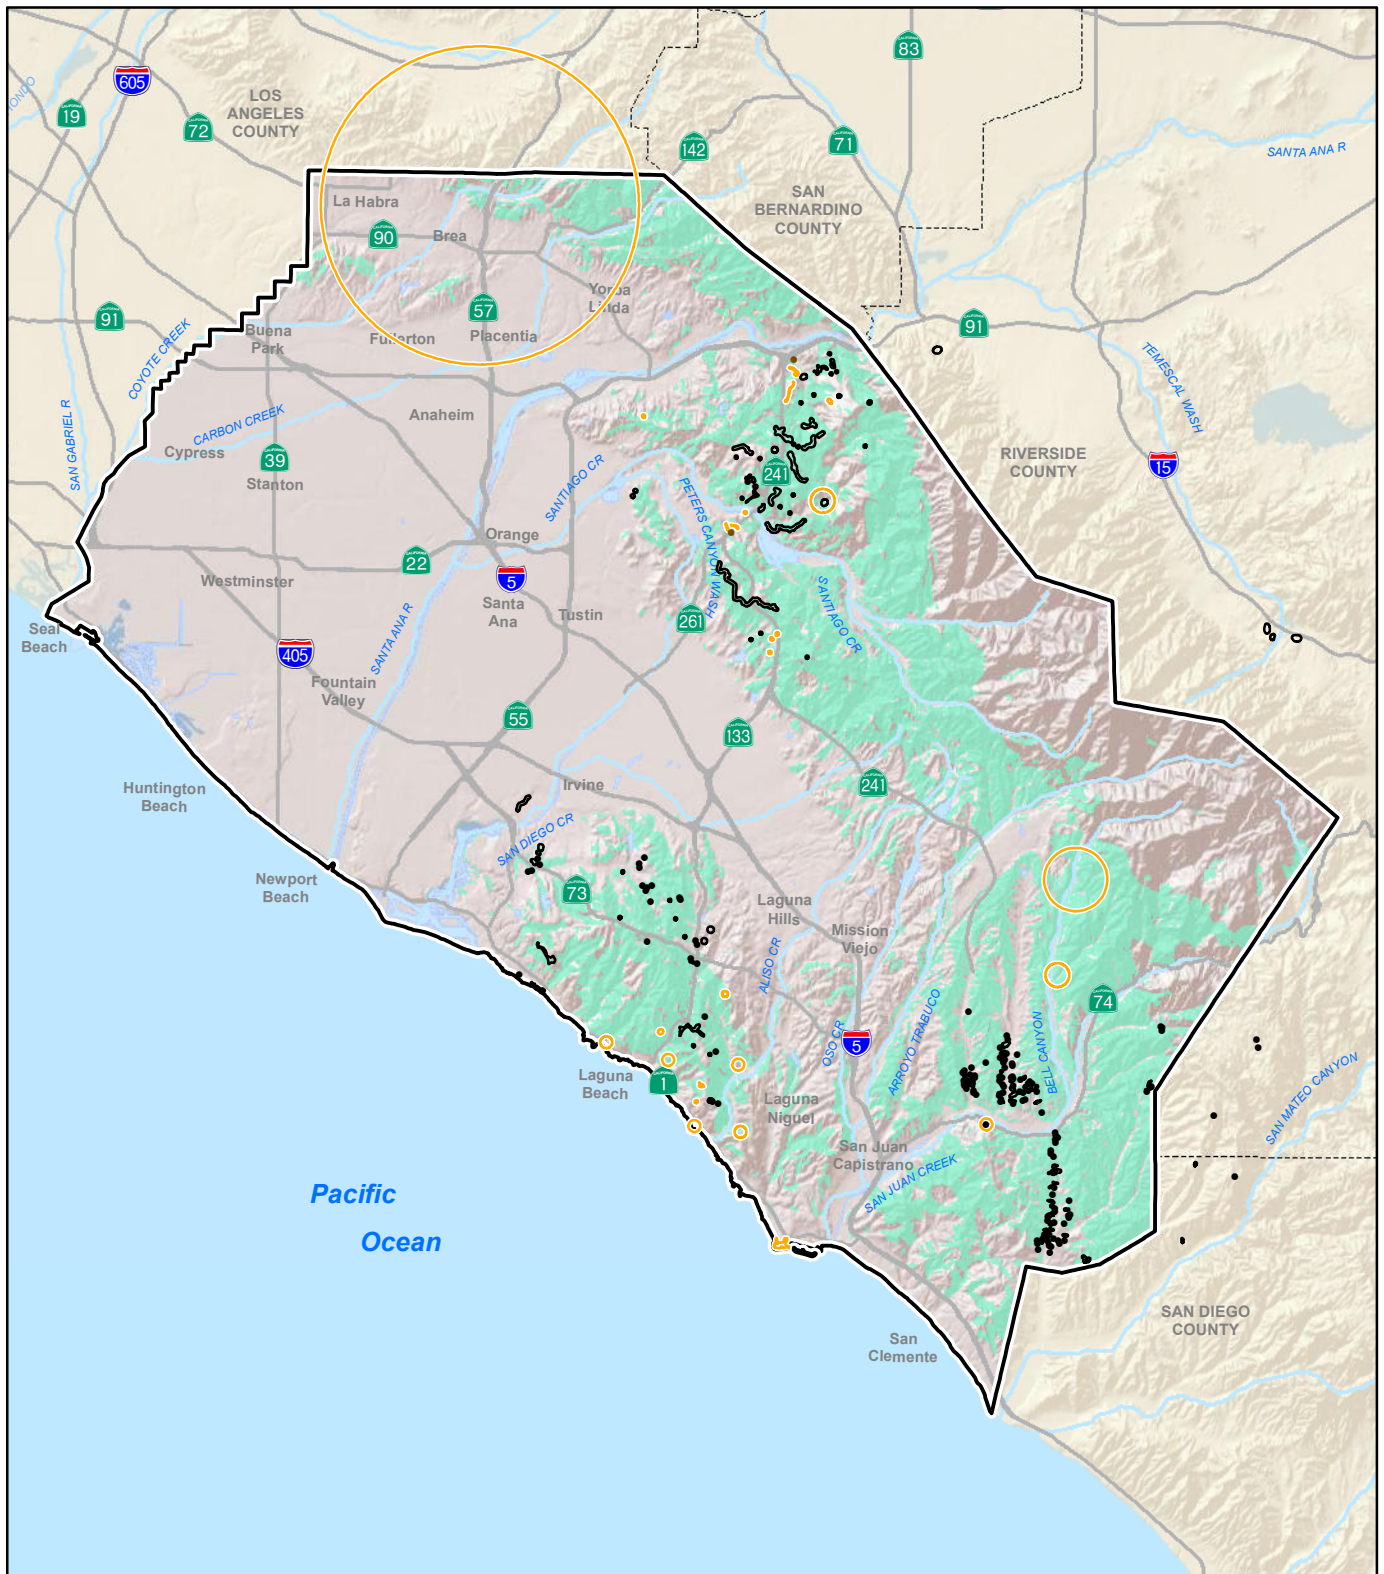 83
605
LOS
ANGELES
COUNTY
19
72
142
71
SANTA ANA R
SAN
BERNARDINO
COUNTY
La Habra
90
Brea
Yorba
Linda
57
91
91
Buena
Park
Fullerton
Placentia
COYOTE CREEK
TEMESCAL WASH
SAN GABRIEL R
CARBON CREEK
Anaheim
Cypress
39
Stanton
RIVERSIDE
COUNTY
15
241
SANTIAGO CR
PETERS CANYON WASH
Orange
22
5
Westminster
Santa
Ana
Tustin
261
S SANTIAGO CR
SANTA ANA R
Seal
Beach
405
Fountain
Valley
55
133
Huntington
Beach
Irvine
241
SAN DIEGO CR
Newport
Beach
73
Laguna
Hills
Mission
Viejo
ALISO CR
74
ARROYO TRABUCO
OSO CR
5
BELL CANYON
Laguna
Beach
1
Laguna
Niguel
SAN MATEO CANYON
San Juan
Capistrano
SAN JUAN CREEK
Pacific
Ocean
SAN DIEGO
COUNTY
San
Clemente